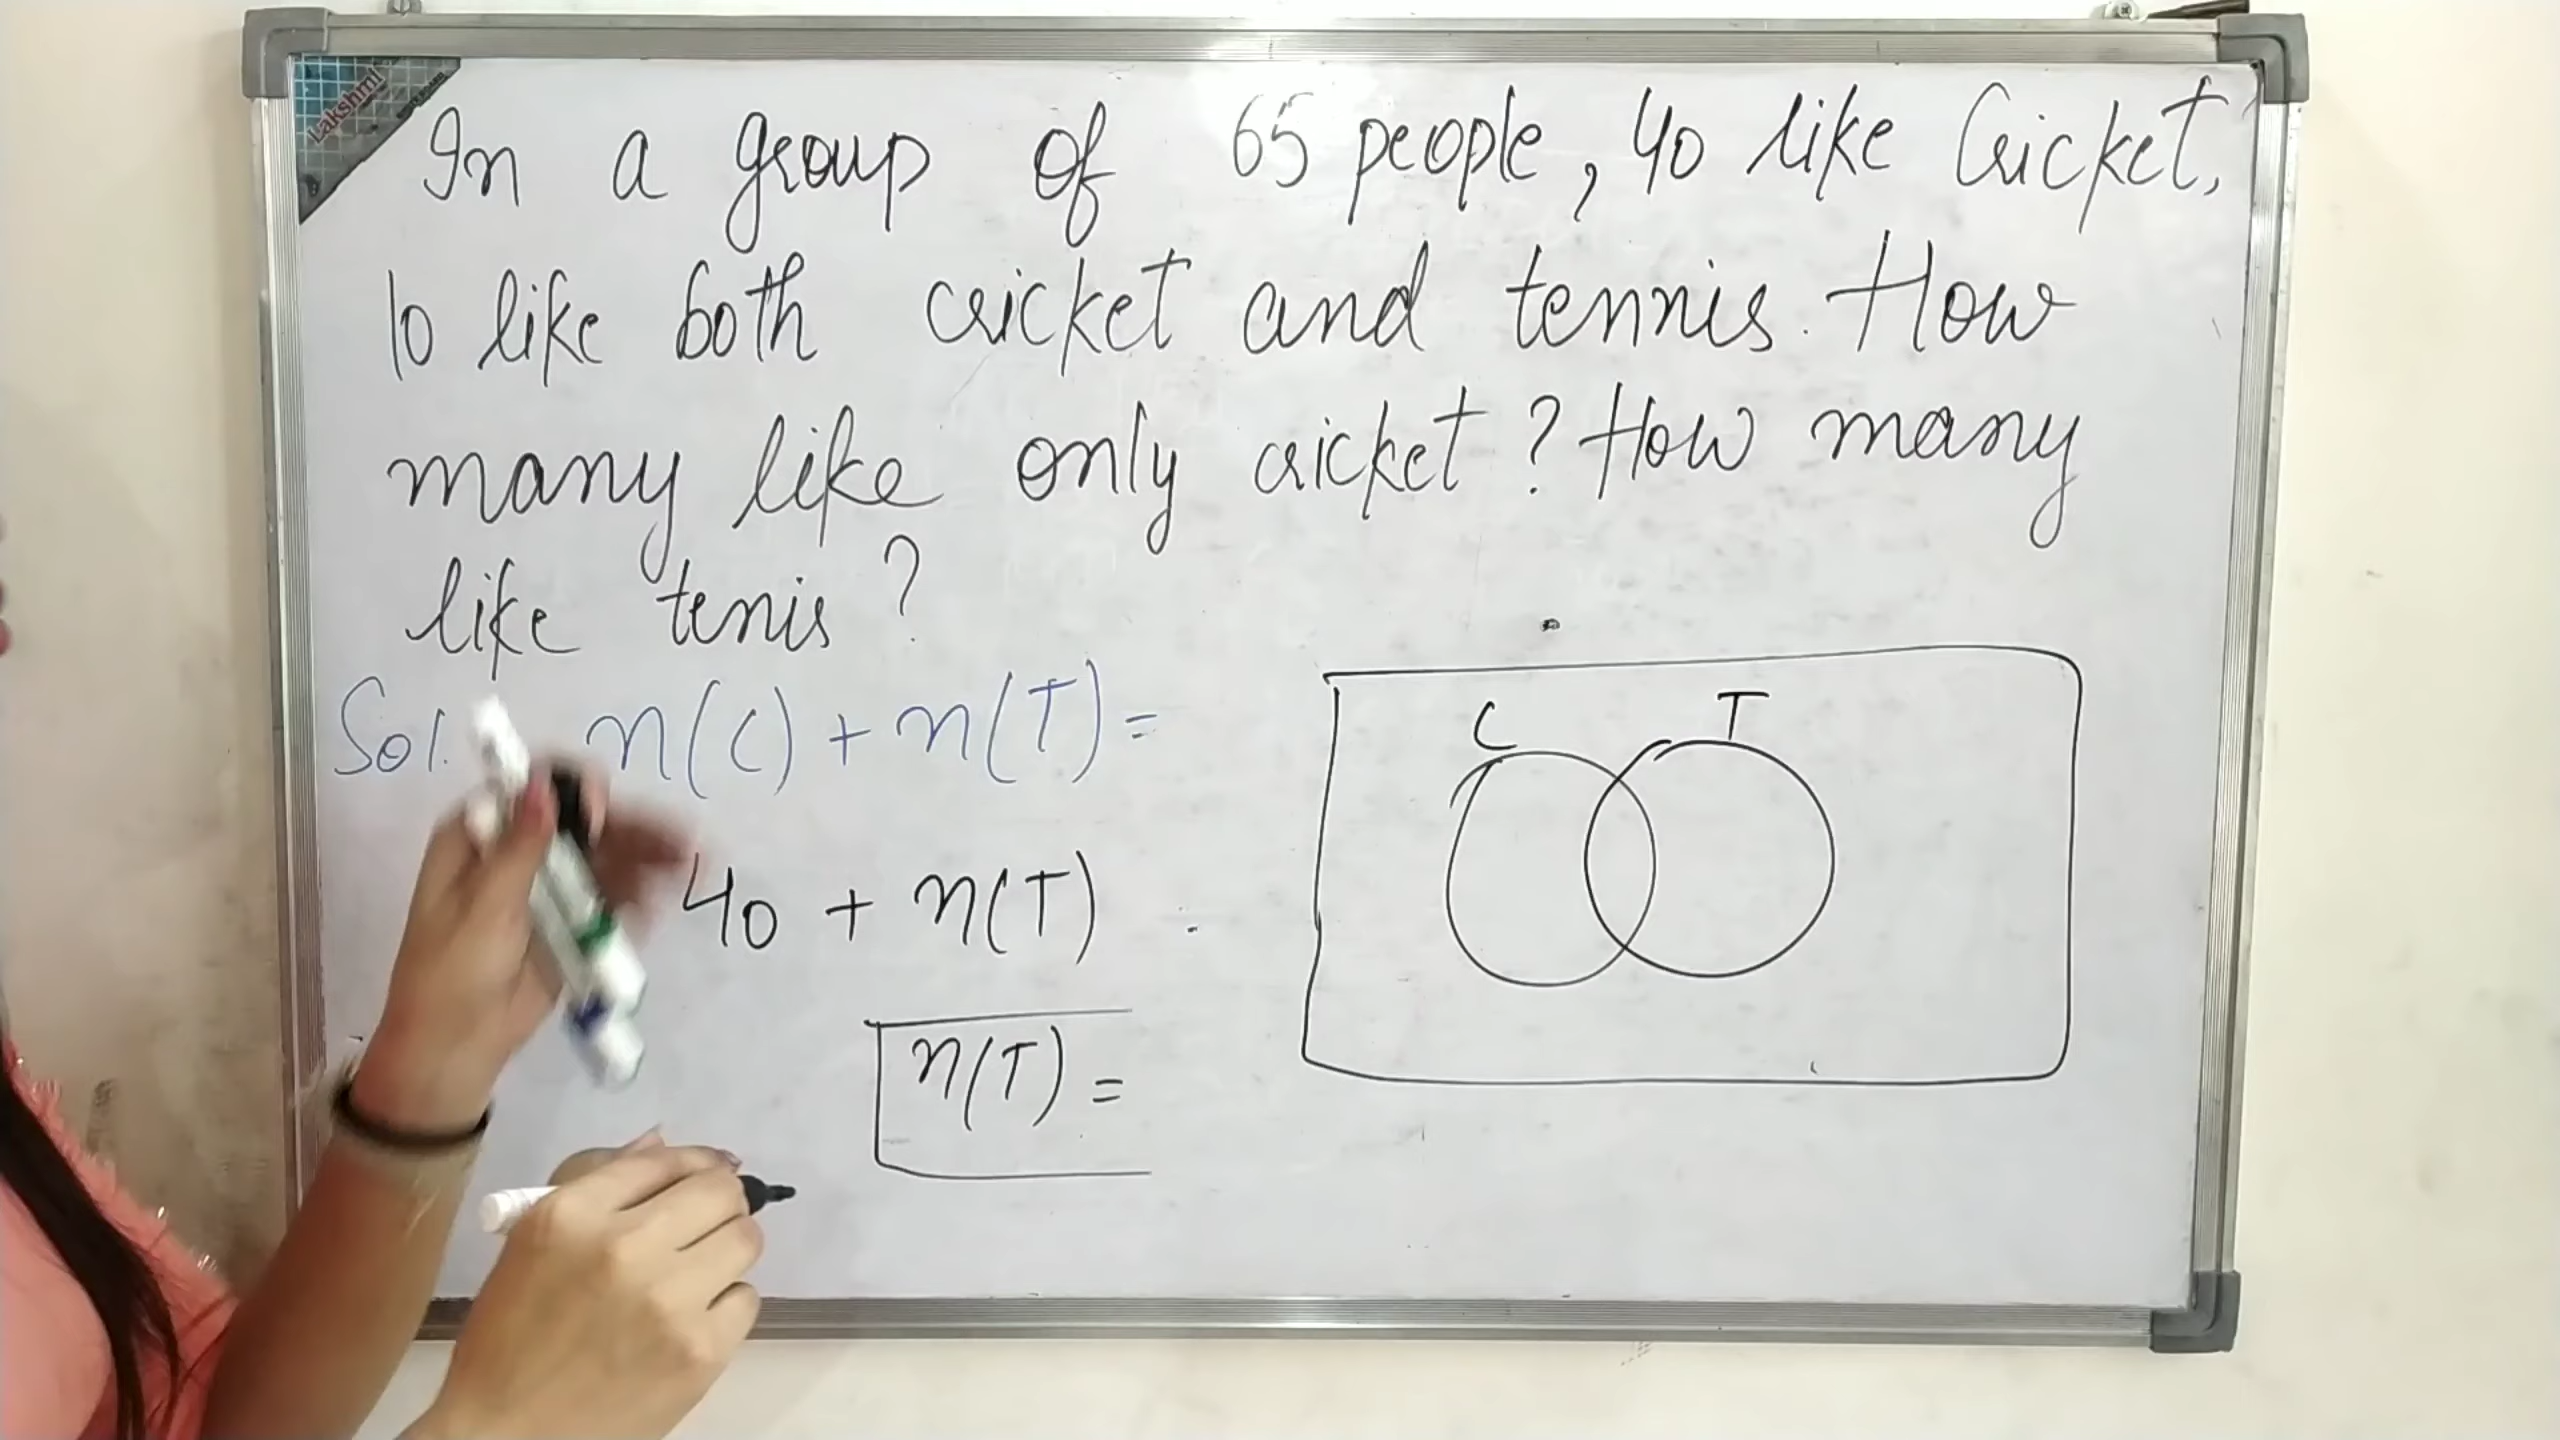 Lakshmi
In a group of 65 people, 40 like Cricket,
10 like both cricket and tennis. How
many like only cricket? How many
like tenis?
Sol. n(C) + n(T) =
40 + n(T)
n(T) =
C T